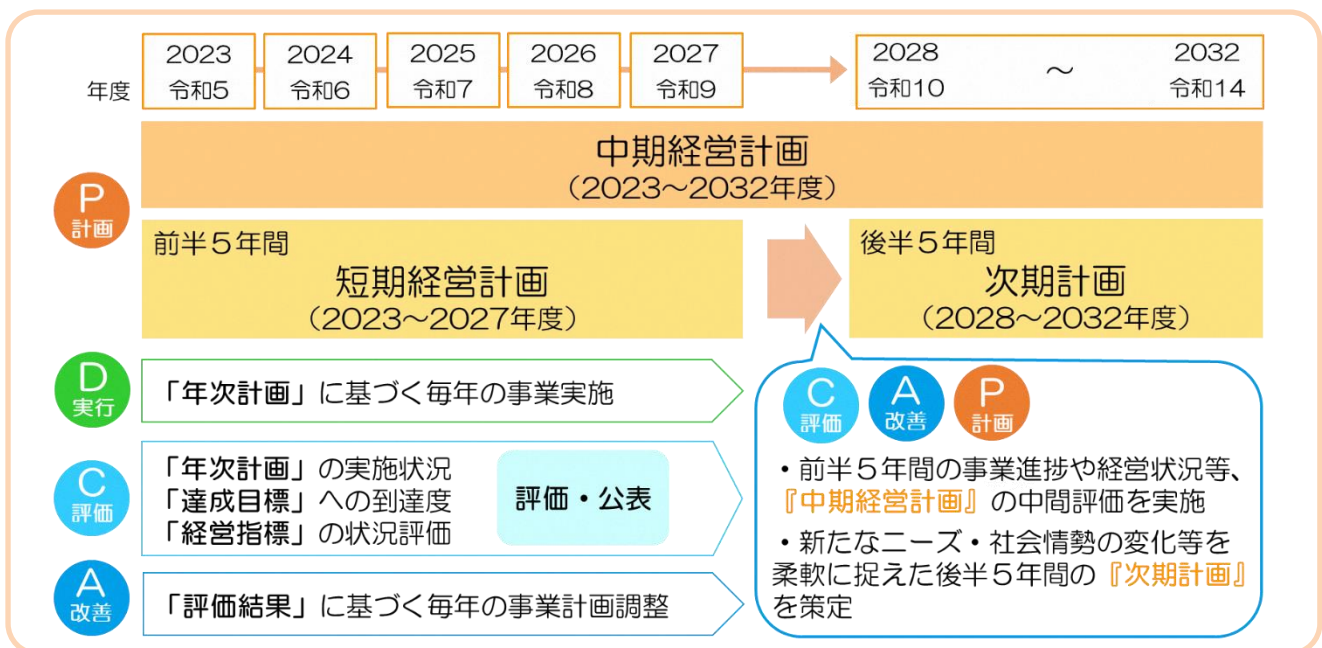 年度
2023 2024 2025 2026 2027 2028 ~ 2032
令和5 令和6 令和7 令和8 令和9 令和10 令和14
P
計画
中期経営計画
（2023～2032年度）
前半５年間
短期経営計画
（2023～2027年度）
後半５年間
次期計画
（2028～2032年度）
D
実行
「年次計画」に基づく毎年の事業実施
C
評価
「年次計画」の実施状況
「達成目標」への到達度
「経営指標」の状況評価
評価・公表
A
改善
「評価結果」に基づく毎年の事業計画調整
C
評価
A
改善
P
計画
・前半５年間の事業進捗や経営状況等、
『中期経営計画』の中間評価を実施
・新たなニーズ・社会情勢の変化等を
柔軟に捉えた後半５年間の『次期計画』
を策定